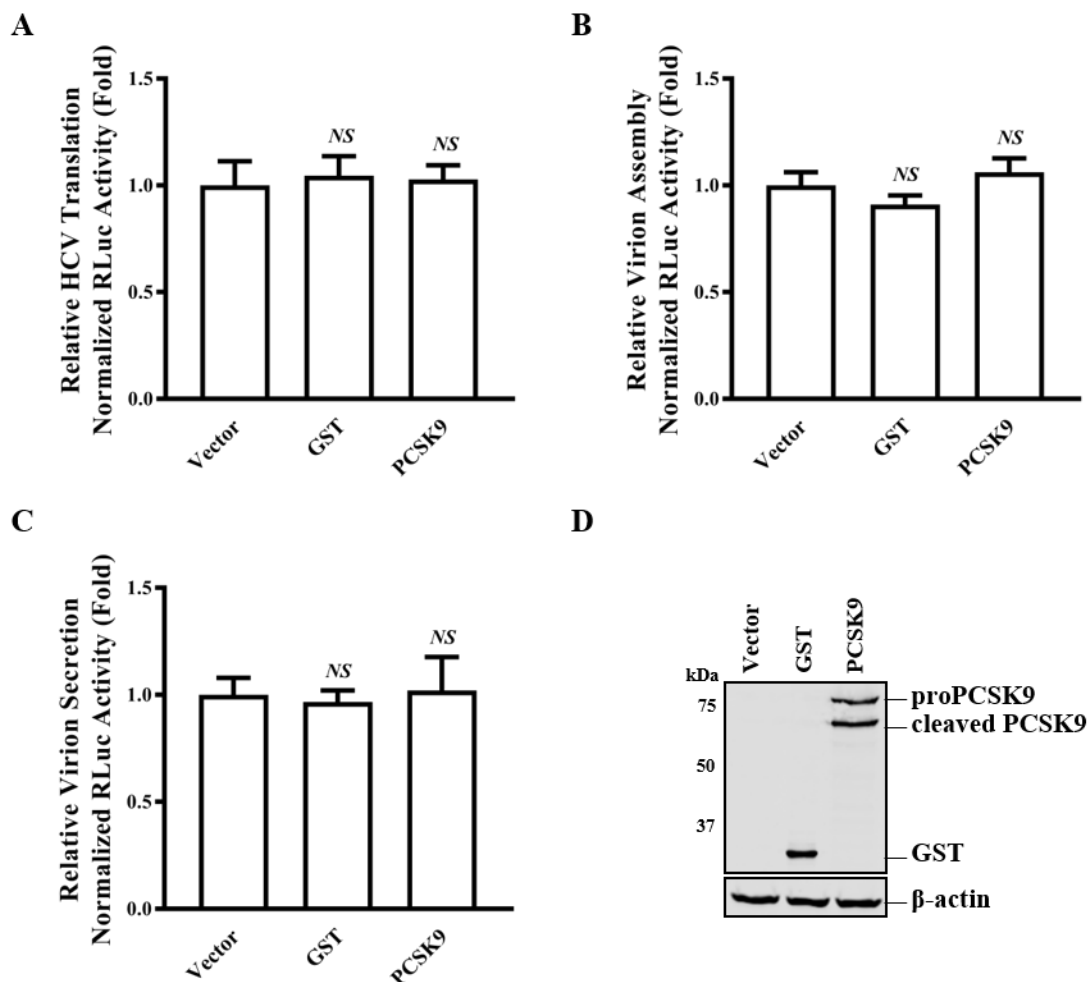 A
Relative HCV Translation
Normalized RLuc Activity (Fold)
1.5
1.0
0.5
0.0
NS
NS
Vector
GST
PCSK9
B
Relative Virion Assembly
Normalized RLuc Activity (Fold)
1.5
1.0
0.5
0.0
NS
NS
Vector
GST
PCSK9
C
Relative Virion Secretion
Normalized RLuc Activity (Fold)
1.5
1.0
0.5
0.0
NS
NS
Vector
GST
PCSK9
D
Vector
GST
PCSK9
kDa
75
50
37
proPCSK9
cleaved PCSK9
GST
β-actin